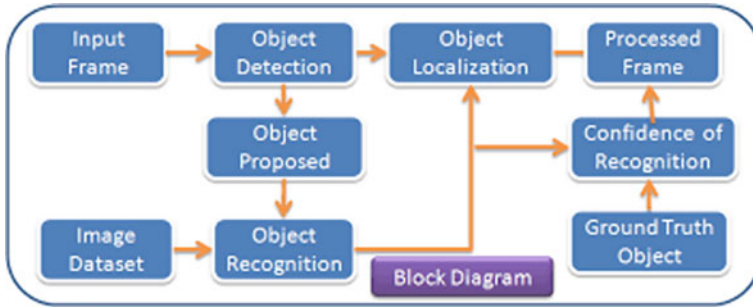 Input
Frame
Object
Detection
Object
Localization
Processed
Frame
Object
Proposed
Confidence of
Recognition
Image
Dataset
Object
Recognition
Ground Truth
Object
Block Diagram